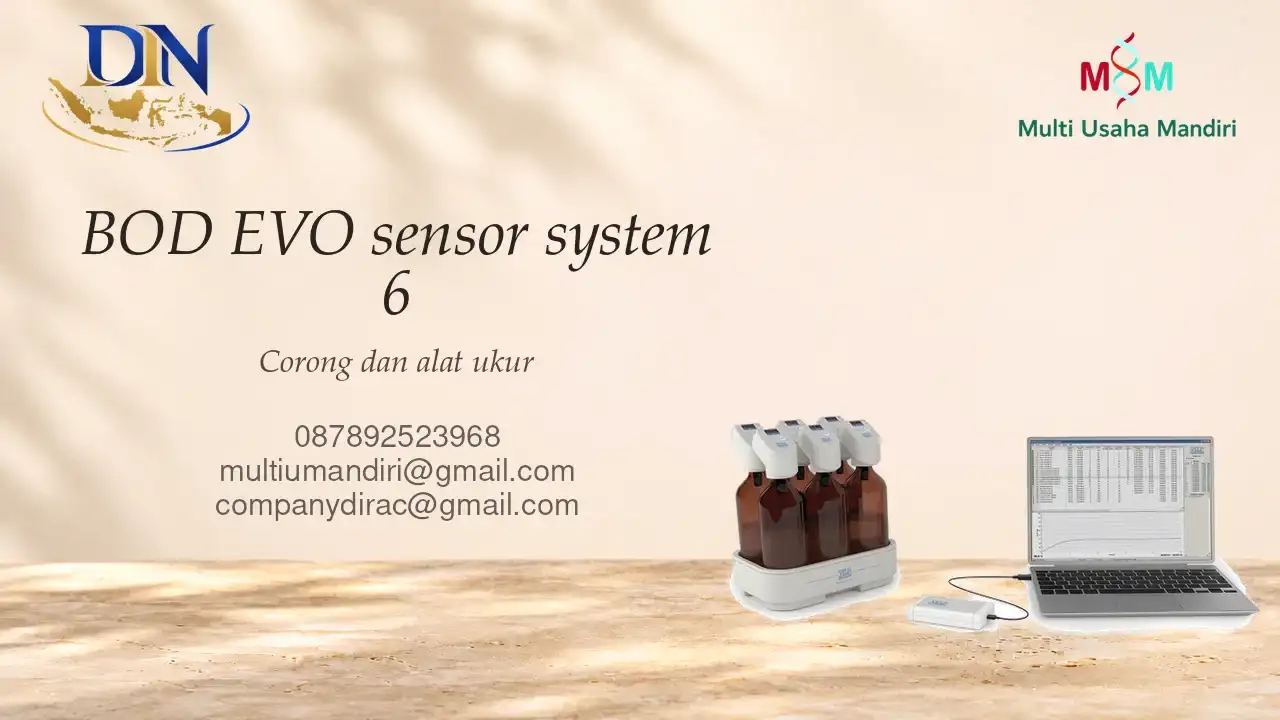 DIN
M M
Multi Usaha Mandiri
BOD EVO sensor system
6
Corong dan alat ukur
087892523968
multiumandiri@gmail.com
companydirac@gmail.com